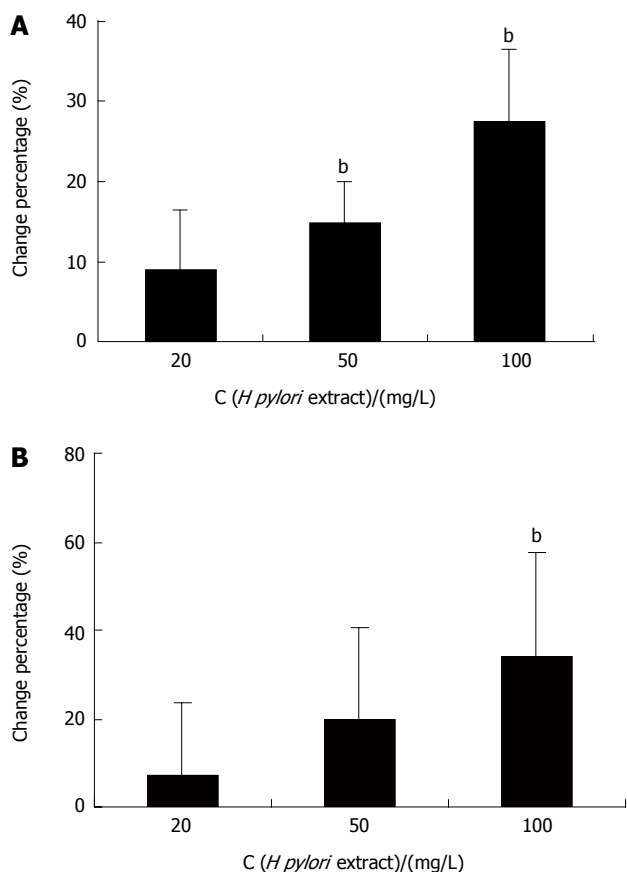 A
Change percentage (%)
40
30
20
10
0
b
b
20 50 100
C (H pylori extract)/(mg/L)
B
Change percentage (%)
80
60
40
20
0
b
20 50 100
C (H pylori extract)/(mg/L)